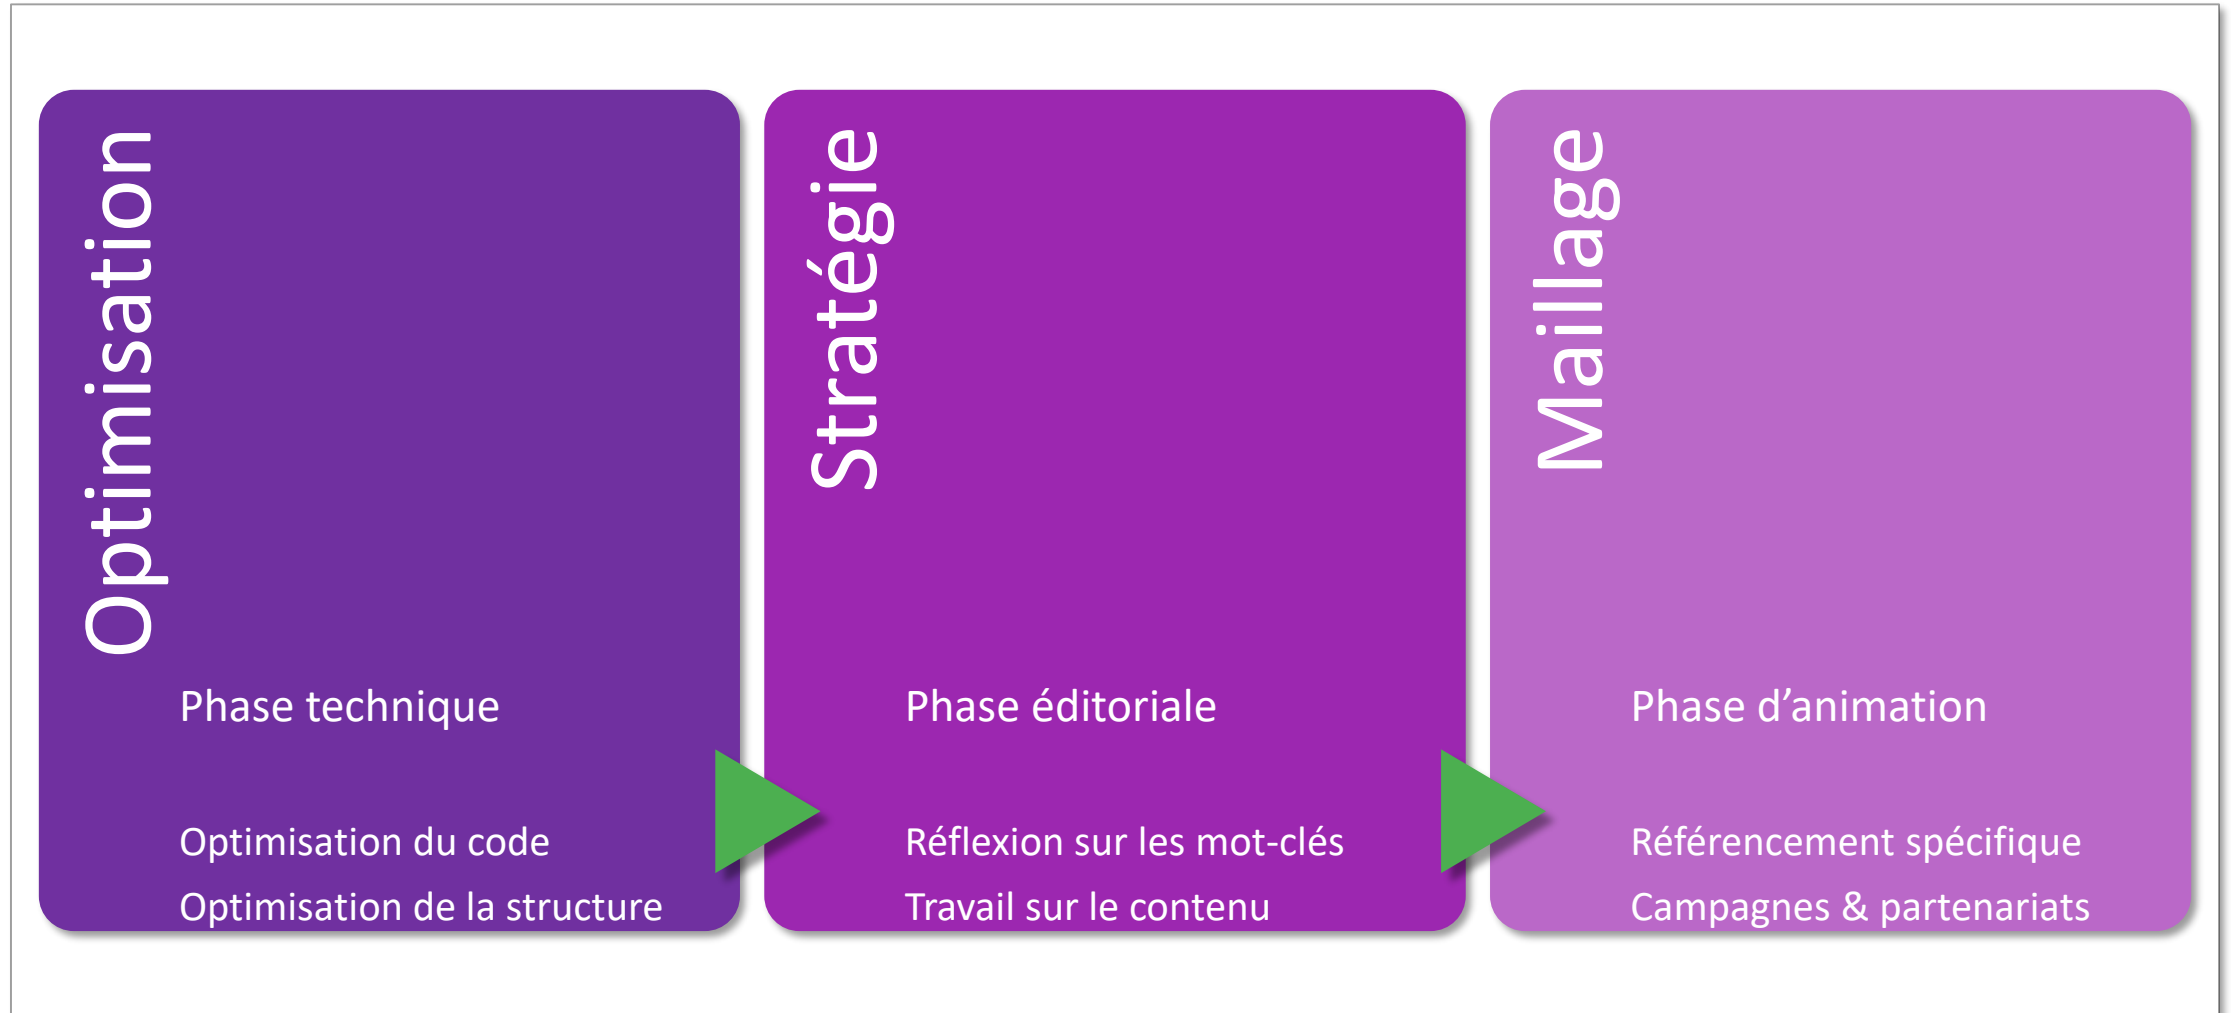 Optimisation
Phase technique
Optimisation du code
Optimisation de la structure
Stratégie
Phase éditoriale
Réflexion sur les mot-clés
Travail sur le contenu
Maillage
Phase d’animation
Référencement spécifique
Campagnes & partenariats